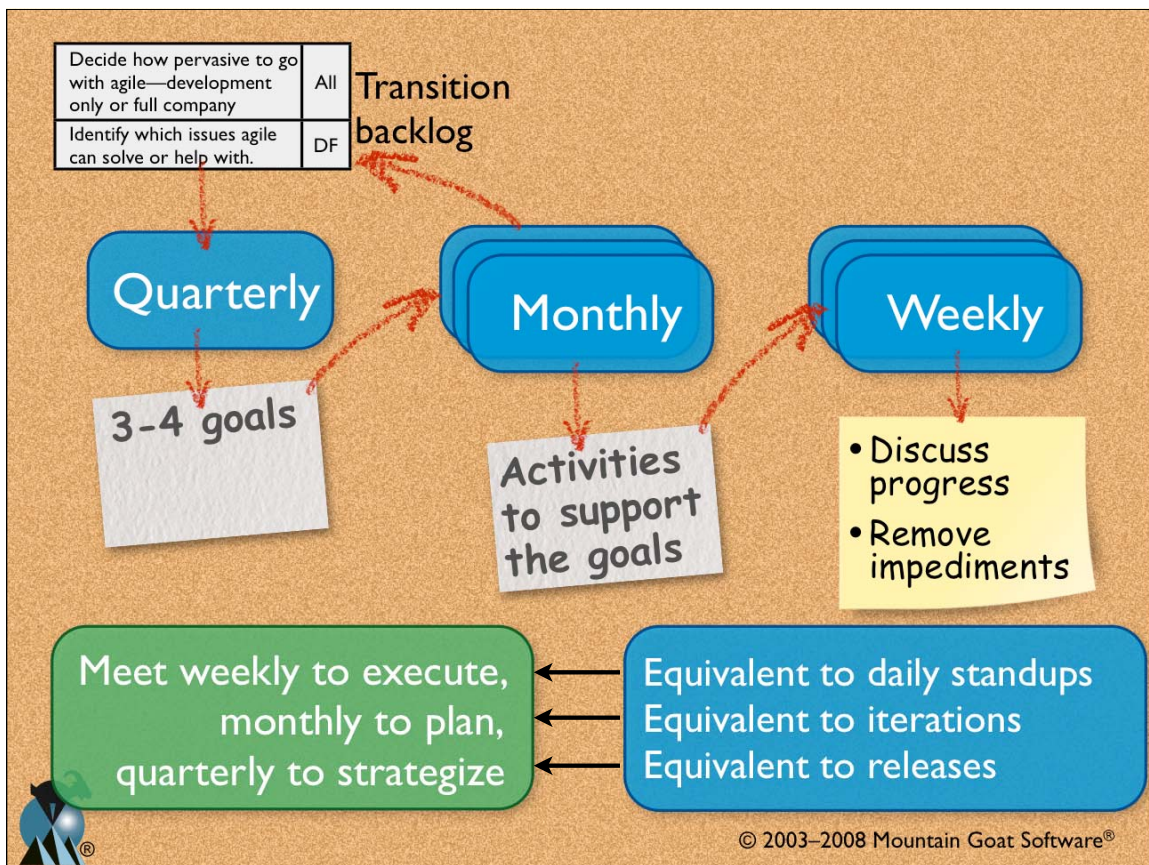 Decide how pervasive to go
with agile—development
only or full company
All
Identify which issues agile
can solve or help with.
DF
Transition
backlog
Quarterly
Monthly
Weekly
3-4 goals
Activities
to support
the goals
• Discuss
progress
• Remove
impediments
Meet weekly to execute,
monthly to plan,
quarterly to strategize
Equivalent to daily standups
Equivalent to iterations
Equivalent to releases
®
© 2003–2008 Mountain Goat Software®